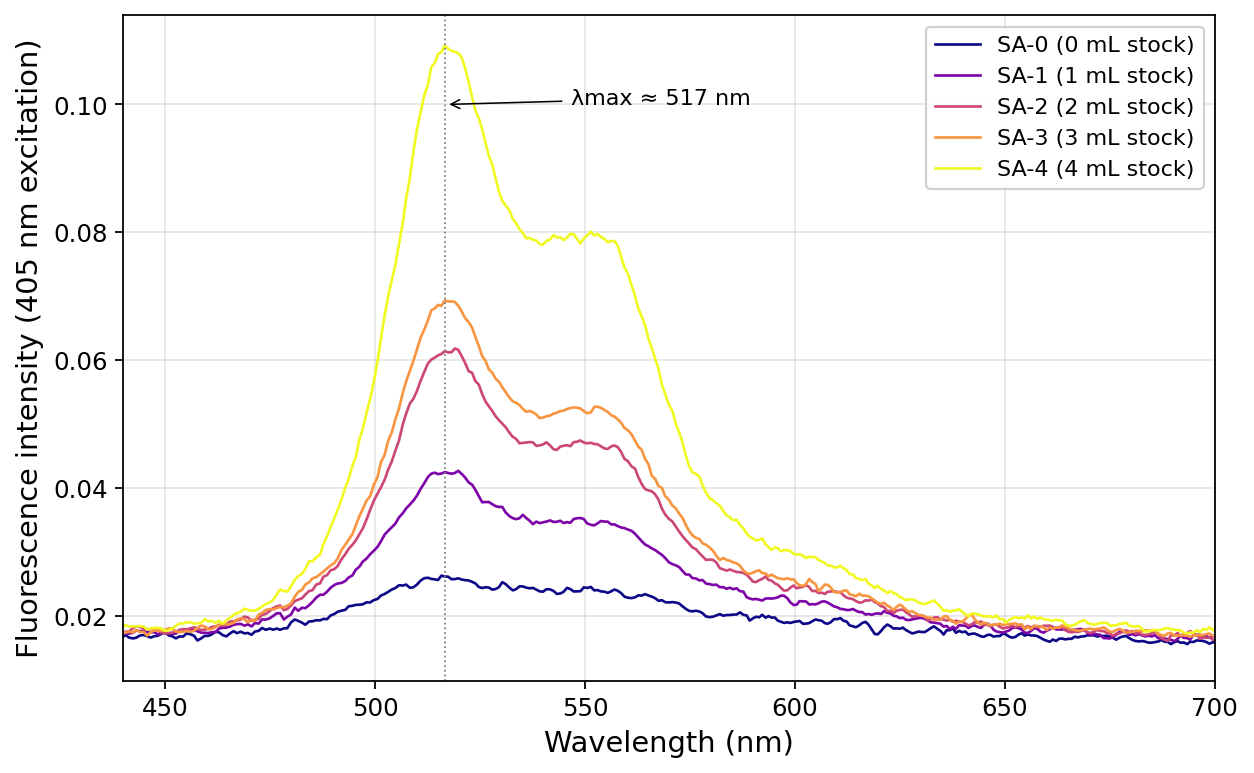 SA-0 (0 mL stock)
SA-1 (1 mL stock)
SA-2 (2 mL stock)
SA-3 (3 mL stock)
SA-4 (4 mL stock)
λmax ≈ 517 nm
Fluorescence intensity (405 nm excitation)
0.10
0.08
0.06
0.04
0.02
450 500 550 600 650 700
Wavelength (nm)